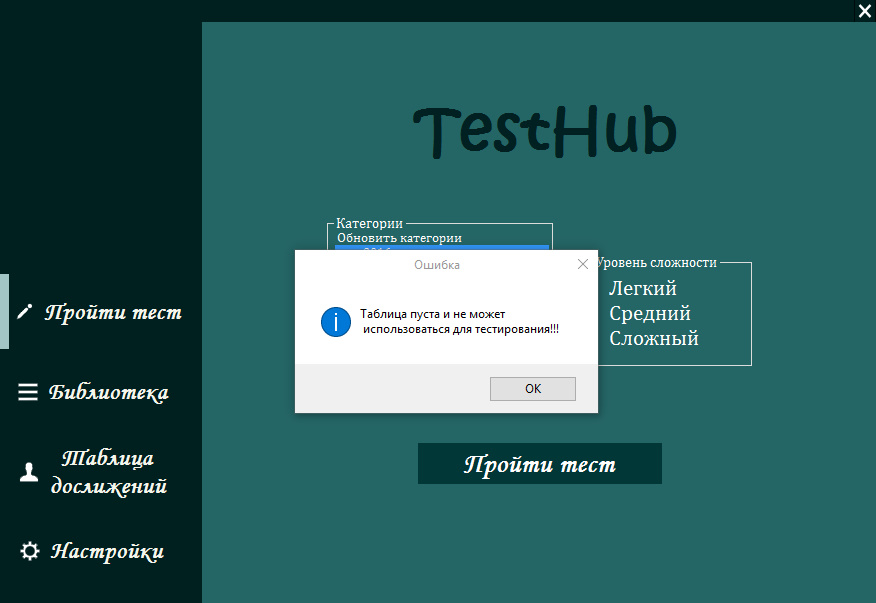 TestHub
Категории
Обновить категории
Ошибка
Уровень сложности
Легкий
Средний
Сложный
Таблица пуста и не может
использоваться для тестирования!!!
OK
Пройти тест
Библиотека
Таблица
дослижений
Настройки
Пройти тест